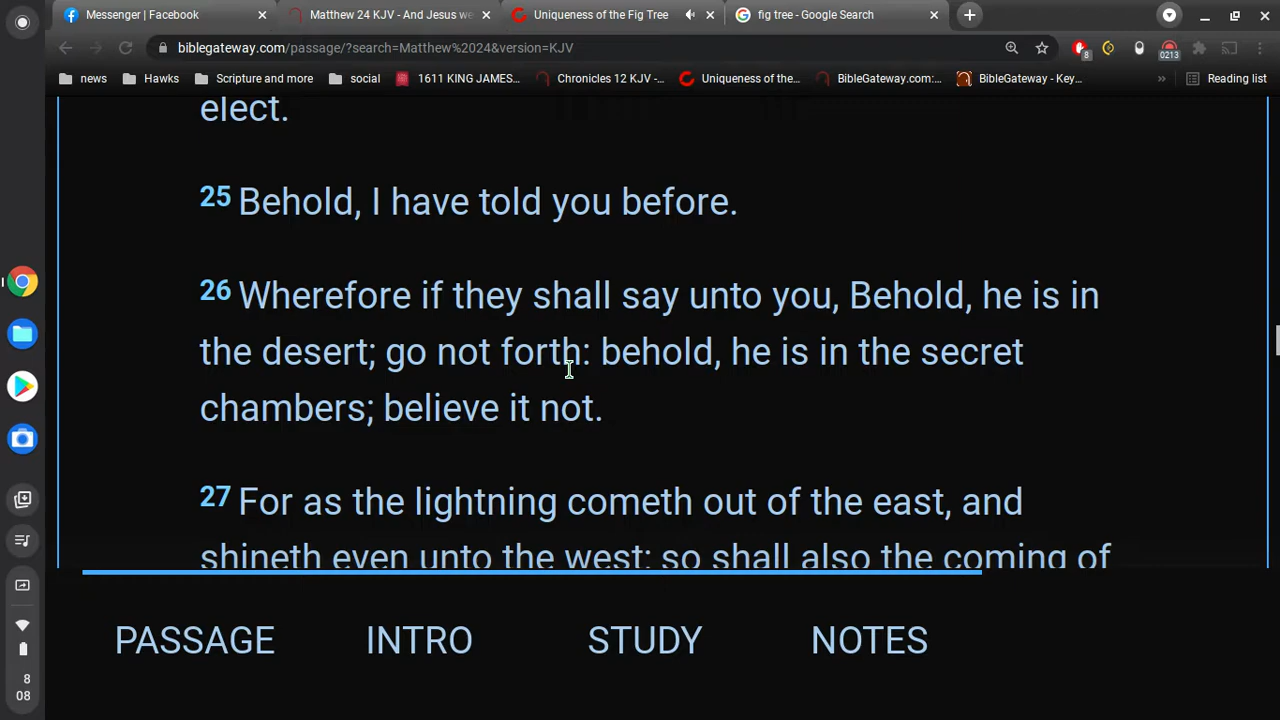 Messenger | Facebook
Matthew 24 KJV - And Jesus we
Uniqueness of the Fig Tree
fig tree - Google Search
biblegateway.com/passage/?search=Matthew%2024&version=KJV
8
0213
news
Hawks
Scripture and more
social
1611 KING JAMES...
Chronicles 12 KJV -...
Uniqueness of the...
BibleGateway.com:...
BibleGateway - Key...
»
Reading list
elect.
25 Behold, I have told you before.
26 Wherefore if they shall say unto you, Behold, he is in
the desert; go not forth: behold, he is in the secret
chambers; believe it not.
27 For as the lightning cometh out of the east, and
shineth even unto the west; so shall also the coming of
PASSAGE
INTRO
STUDY
NOTES
8
08